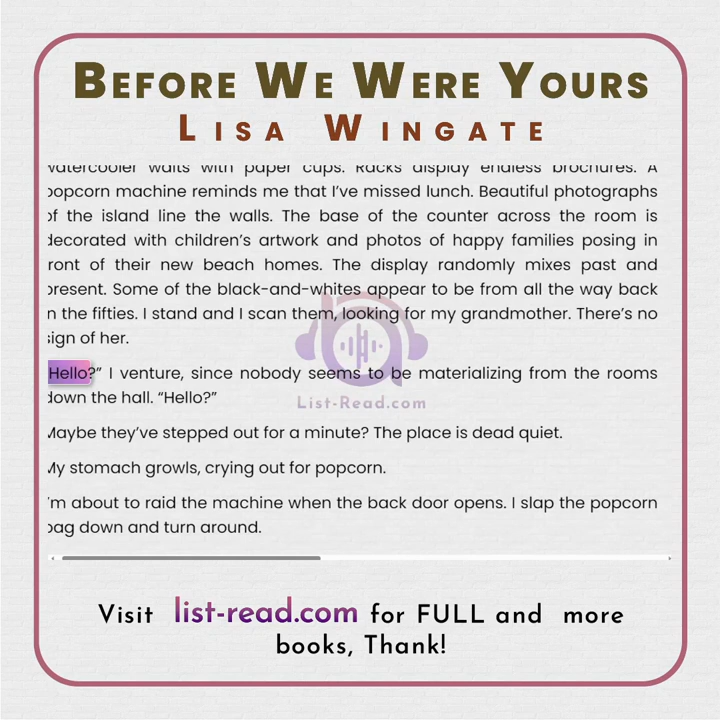 BEFORE WE WERE YOURS
LISA WINGATE
watercooler waits with paper cups. Racks display endless brochures. A
popcorn machine reminds me that I've missed lunch. Beautiful photographs
of the island line the walls. The base of the counter across the room is
decorated with children's artwork and photos of happy families posing in
front of their new beach homes. The display randomly mixes past and
present. Some of the black-and-whites appear to be from all the way back
in the fifties. I stand and I scan them, looking for my grandmother. There's no
sign of her.
Hello?” I venture, since nobody seems to be materializing from the rooms
down the hall. “Hello?”
Maybe they've stepped out for a minute? The place is dead quiet.
My stomach growls, crying out for popcorn.
'm about to raid the machine when the back door opens. I slap the popcorn
bag down and turn around.
List-Read.com
Visit list-read.com for FULL and more
books, Thank!